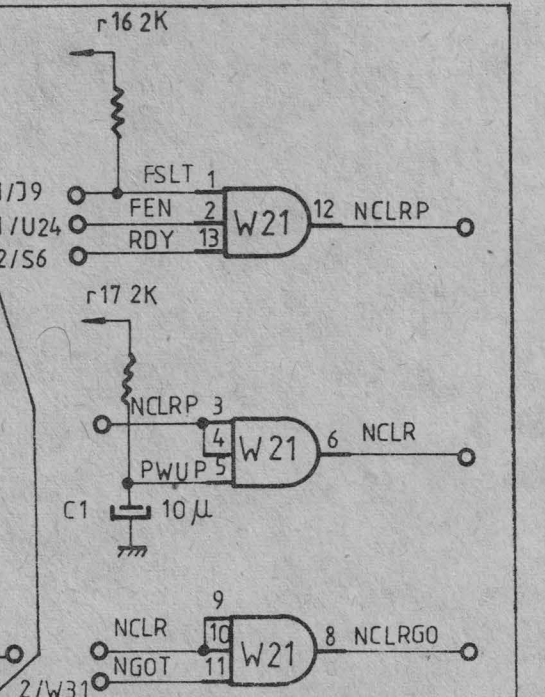 r16 2K
FSLT 1
/J9
FEN 2
W21
12 NCLRP
1/U24
RDY 13
2/S6
r17 2K
NCLRP 3
4
W21
6 NCLR
PWUP 5
C1 10µ
9
NCLR
10
W21
8 NCLRGO
NGOT 11
2/W31